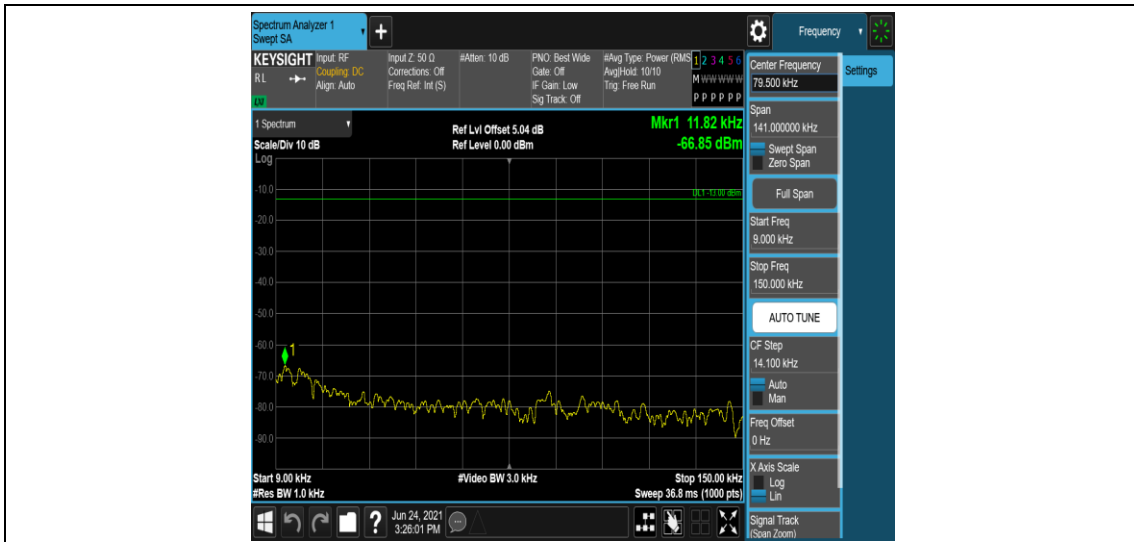 Spectrum Analyzer 1
Swept SA
+
Frequency
KEYSIGHT
RL
Input: RF
Coupling: DC
Align: Auto
Input Z: 50 Ω
Corrections: Off
Freq Ref: Int (S)
#Atten: 10 dB
PNO: Best Wide
Gate: Off
IF Gain: Low
Sig Track: Off
#Avg Type: Power (RMS
Avg|Hold: 10/10
Trig: Free Run
1 2 3 4 5 6
M W W W W W
P P P P P P
Center Frequency
79.500 kHz
Settings
Span
141.000000 kHz
Swept Span
Zero Span
Full Span
Start Freq
9.000 kHz
Stop Freq
150.000 kHz
AUTO TUNE
CF Step
14.100 kHz
Auto
Man
Freq Offset
0 Hz
X Axis Scale
Log
Lin
Signal Track
(Span Zoom)
1 Spectrum
Scale/Div 10 dB
Log
Ref Lvl Offset 5.04 dB
Ref Level 0.00 dBm
Mkr1 11.82 kHz
-66.85 dBm
DL1 -13.00 dBm
-10.0
-20.0
-30.0
-40.0
-50.0
-60.0
1
-70.0
-80.0
-90.0
Start 9.00 kHz
#Video BW 3.0 kHz
Stop 150.00 kHz
#Res BW 1.0 kHz
Sweep 36.8 ms (1000 pts)
?
Jun 24, 2021
3:26:01 PM